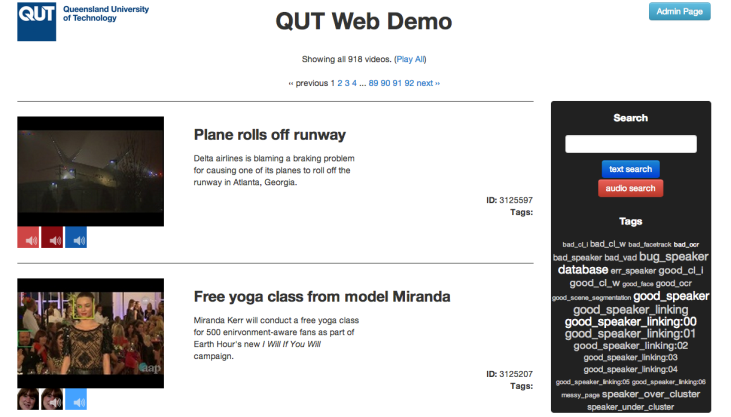 QUT Queensland University
of Technology
QUT Web Demo
Admin Page
Showing all 918 videos. (Play All)
‹‹ previous 1 2 3 4 ... 89 90 91 92 next ››
Plane rolls off runway
Delta airlines is blaming a braking problem
for causing one of its planes to roll off the
runway in Atlanta, Georgia.
ID: 3125597
Tags:
Free yoga class from model Miranda
Miranda Kerr will conduct a free yoga class
for 500 enirvonment-aware fans as part of
Earth Hour's new I Will If You Will
campaign.
ID: 3125207
Tags:
aap
Search
text search
audio search
Tags
bad_cl_i bad_cl_w bad_facetrack bad_ocr
bad_speaker bad_vad bug_speaker
database err_speaker good_cl_i
good_cl_w good_face good_ocr
good_scene_segmentation good_speaker
good_speaker_linking
good_speaker_linking:00
good_speaker_linking:01
good_speaker_linking:02
good_speaker_linking:03
good_speaker_linking:04
good_speaker_linking:05 good_speaker_linking:06
messy_page speaker_over_cluster
speaker_under_cluster